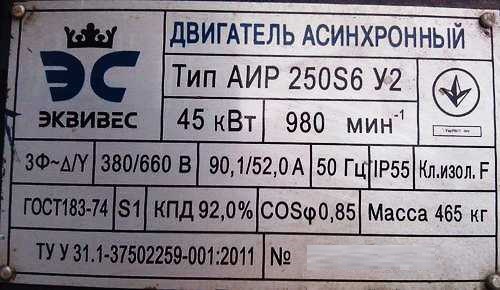 ДВИГАТЕЛЬ АСИНХРОННЫЙ
ЭС
ЭКВИВЕС
Тип АИР 250S6 У2
45 кВт 980 мин⁻¹
3Ф~Δ/Y 380/660 В 90,1/52,0 А 50 Гц IP55 Кл.изол. F
ГОСТ183-74 S1 КПД 92,0% COSφ0,85 Масса 465 кг
ТУ У 31.1-37502259-001:2011 №